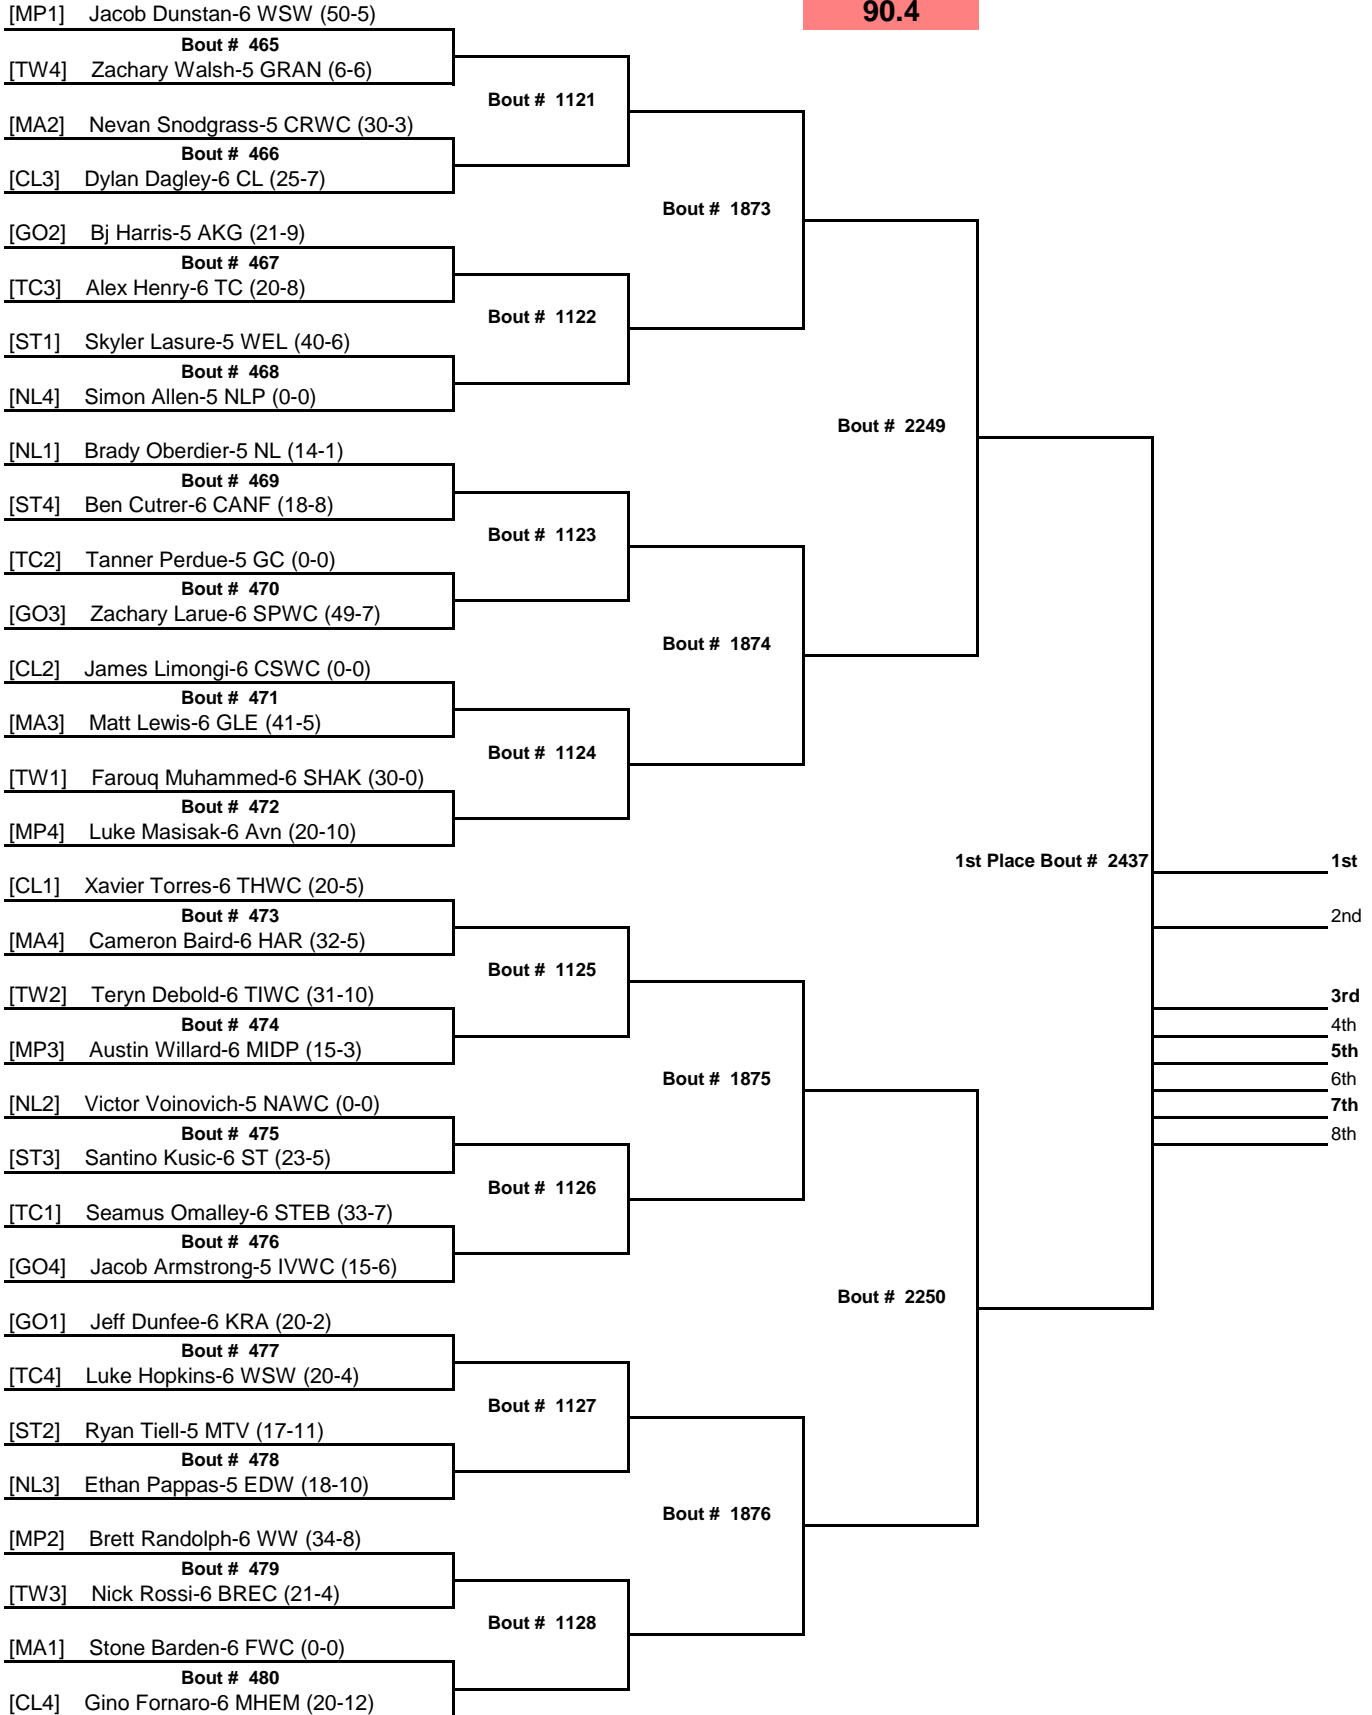 [MP1] Jacob Dunstan-6 WSW (50-5)
90.4
Bout # 465
[TW4] Zachary Walsh-5 GRAN (6-6)
Bout # 1121
[MA2] Nevan Snodgrass-5 CRWC (30-3)
Bout # 466
[CL3] Dylan Dagley-6 CL (25-7)
Bout # 1873
[GO2] Bj Harris-5 AKG (21-9)
Bout # 467
[TC3] Alex Henry-6 TC (20-8)
Bout # 1122
[ST1] Skyler Lasure-5 WEL (40-6)
Bout # 468
[NL4] Simon Allen-5 NLP (0-0)
Bout # 2249
[NL1] Brady Oberdier-5 NL (14-1)
Bout # 469
[ST4] Ben Cutrer-6 CANF (18-8)
Bout # 1123
[TC2] Tanner Perdue-5 GC (0-0)
Bout # 470
[GO3] Zachary Larue-6 SPWC (49-7)
Bout # 1874
[CL2] James Limongi-6 CSWC (0-0)
Bout # 471
[MA3] Matt Lewis-6 GLE (41-5)
Bout # 1124
[TW1] Farouq Muhammed-6 SHAK (30-0)
Bout # 472
[MP4] Luke Masisak-6 Avn (20-10)
1st Place Bout # 2437
1st
[CL1] Xavier Torres-6 THWC (20-5)
Bout # 473
2nd
[MA4] Cameron Baird-6 HAR (32-5)
Bout # 1125
[TW2] Teryn Debold-6 TIWC (31-10)
3rd
Bout # 474
4th
[MP3] Austin Willard-6 MIDP (15-3)
5th
Bout # 1875
6th
[NL2] Victor Voinovich-5 NAWC (0-0)
7th
Bout # 475
8th
[ST3] Santino Kusic-6 ST (23-5)
Bout # 1126
[TC1] Seamus Omalley-6 STEB (33-7)
Bout # 476
[GO4] Jacob Armstrong-5 IVWC (15-6)
Bout # 2250
[GO1] Jeff Dunfee-6 KRA (20-2)
Bout # 477
[TC4] Luke Hopkins-6 WSW (20-4)
Bout # 1127
[ST2] Ryan Tiell-5 MTV (17-11)
Bout # 478
[NL3] Ethan Pappas-5 EDW (18-10)
Bout # 1876
[MP2] Brett Randolph-6 WW (34-8)
Bout # 479
[TW3] Nick Rossi-6 BREC (21-4)
Bout # 1128
[MA1] Stone Barden-6 FWC (0-0)
Bout # 480
[CL4] Gino Fornaro-6 MHEM (20-12)